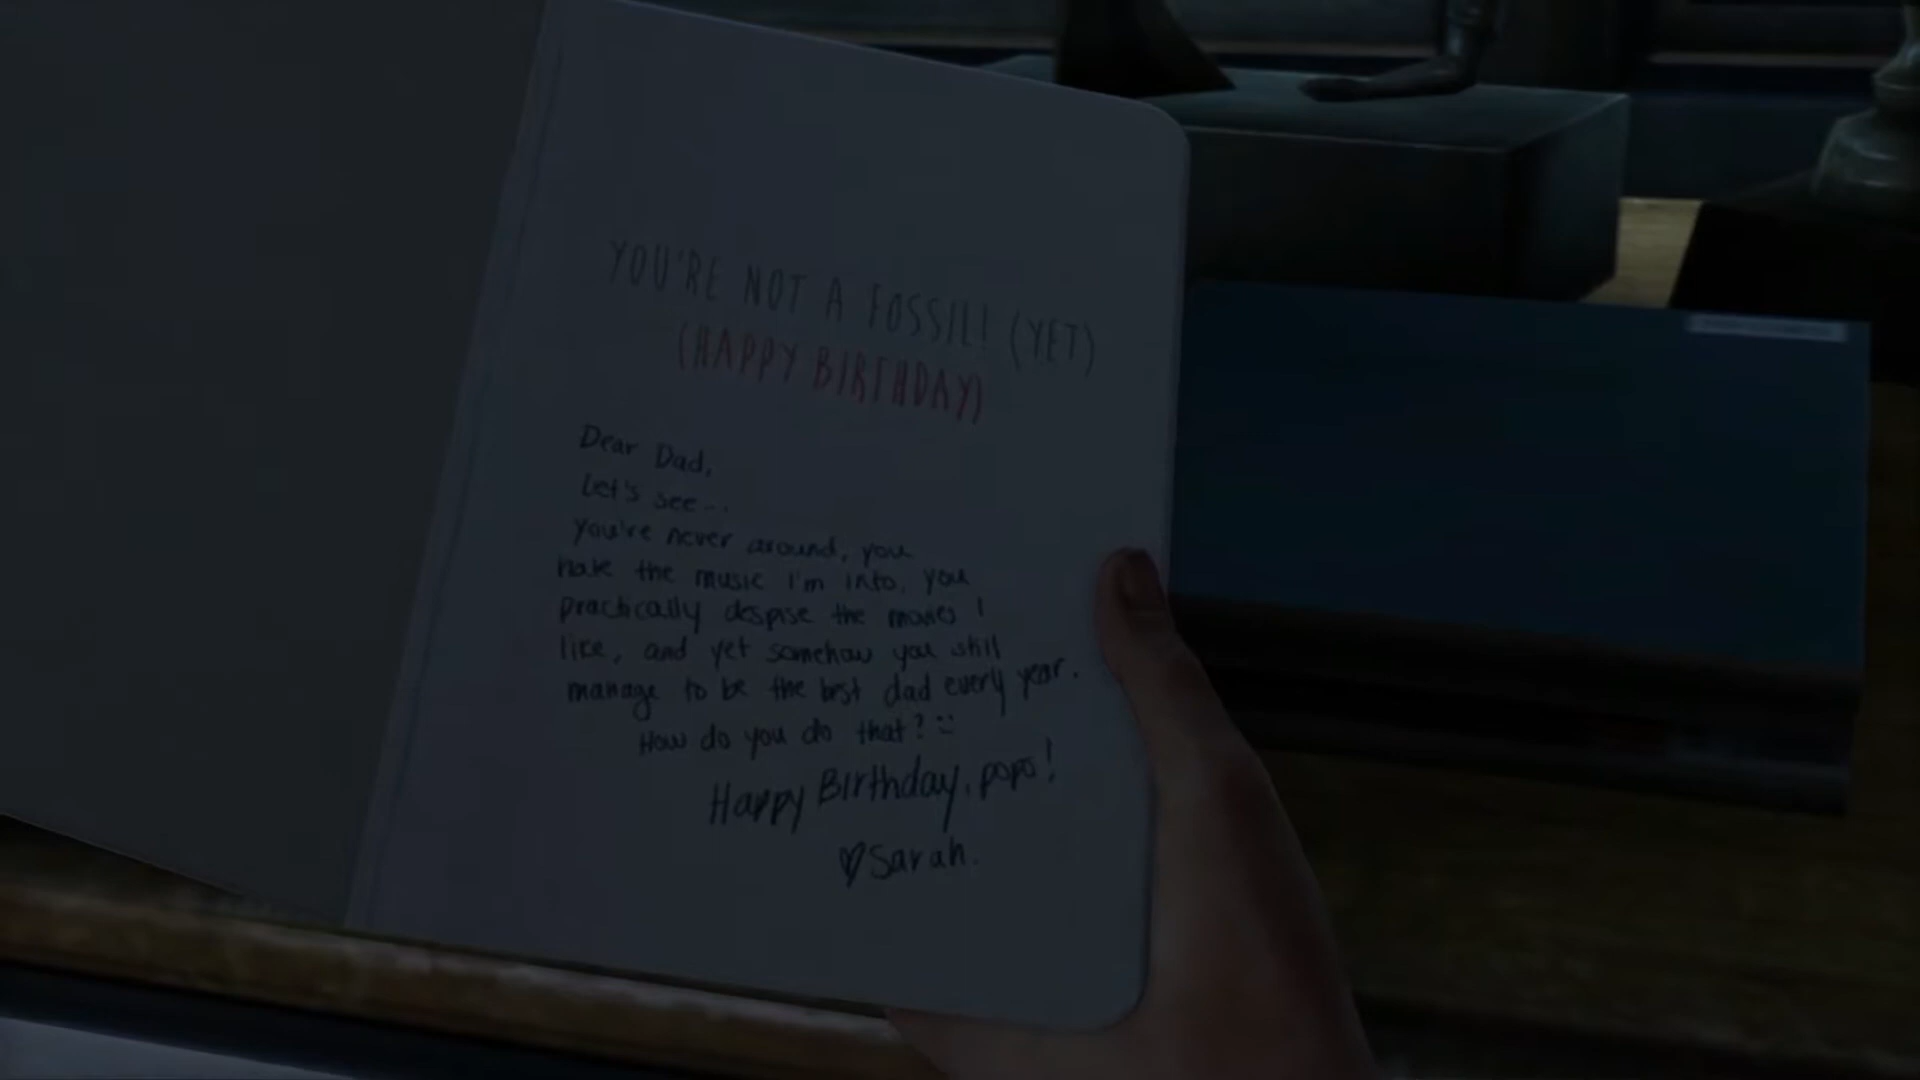 YOU'RE NOT A FOSSIL! (YET)
(HAPPY BIRTHDAY)
Dear Dad,
Let's see...
you're never around, you
hate the music I'm into, you
practically despise the movies I
like, and yet somehow you still
manage to be the best dad every year.
How do you do that? :)
Happy Birthday, popo!
♡Sarah.